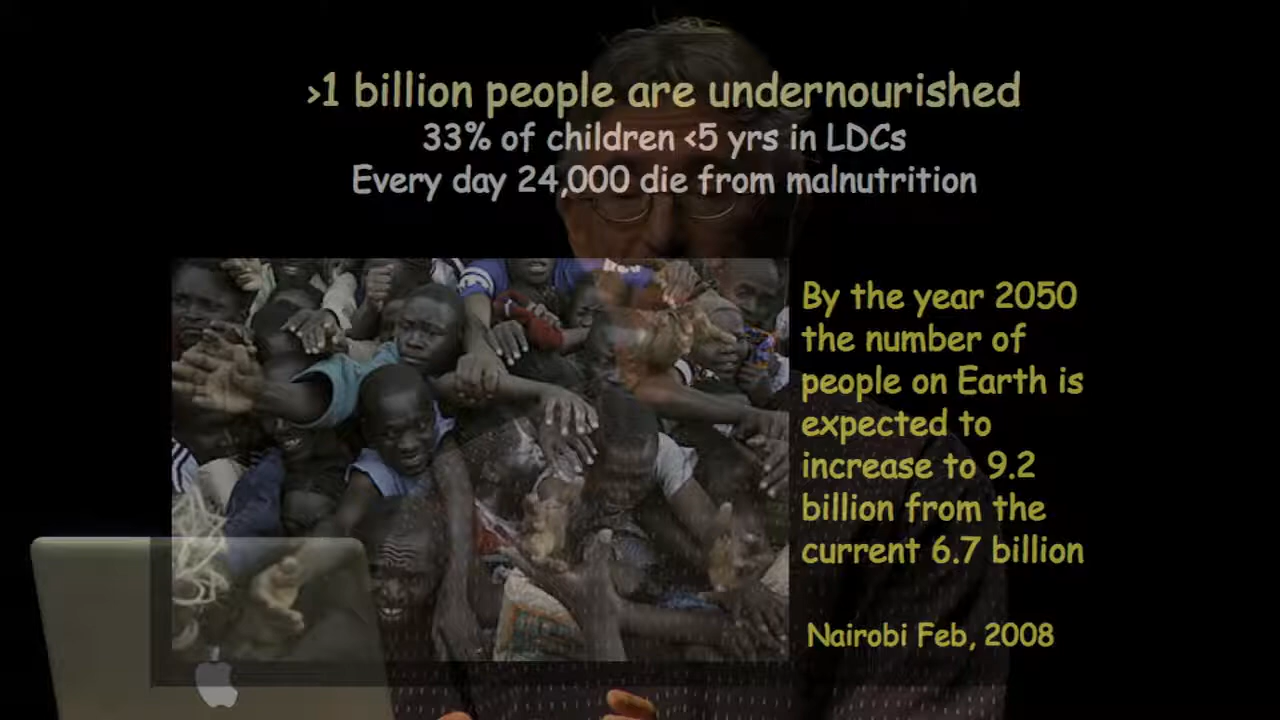 >1 billion people are undernourished
33% of children <5 yrs in LDCs
Every day 24,000 die from malnutrition
By the year 2050
the number of
people on Earth is
expected to
increase to 9.2
billion from the
current 6.7 billion
Nairobi Feb, 2008